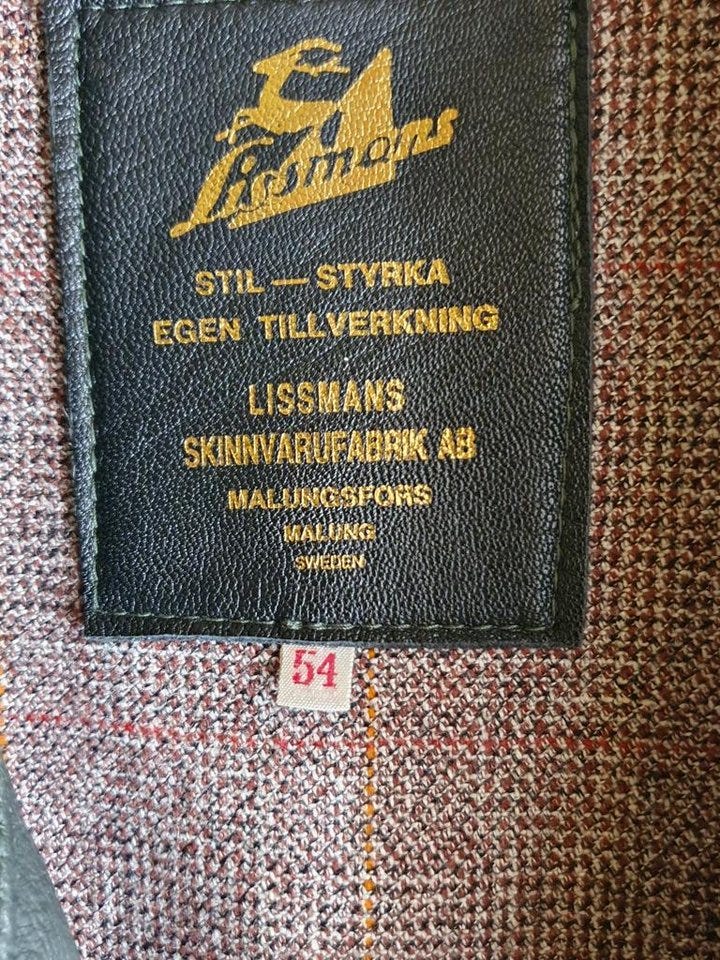 Lissmans
STIL — STYRKA
EGEN TILLVERKNING
LISSMANS
SKINNVARUFABRIK AB
MALUNGSFORS
MALUNG
SWEDEN
54